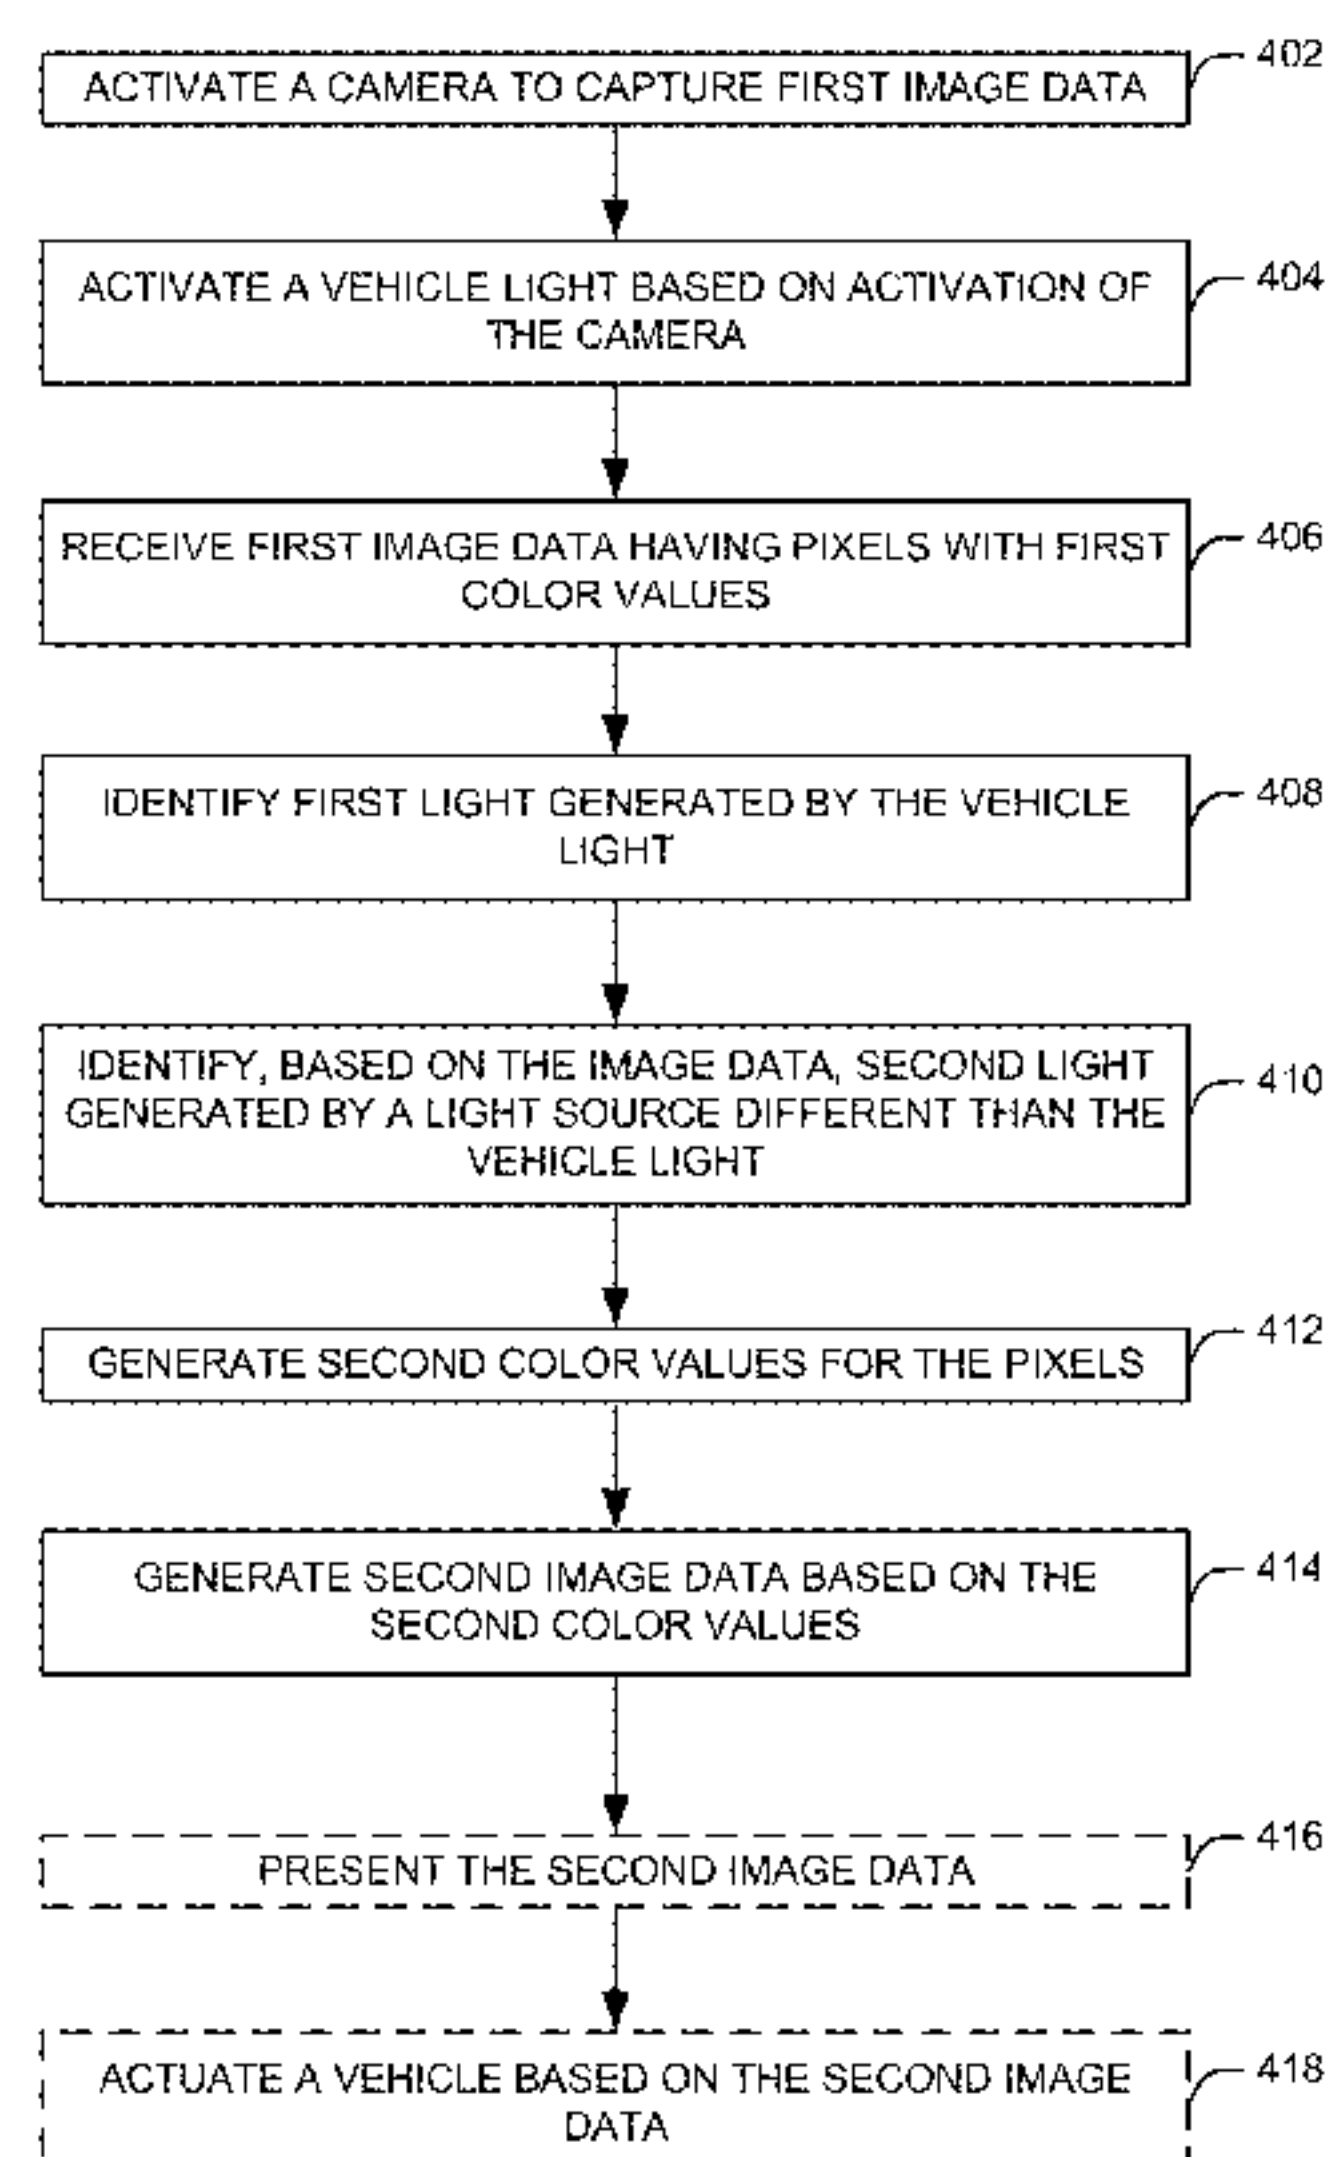 ACTIVATE A CAMERA TO CAPTURE FIRST IMAGE DATA
402
ACTIVATE A VEHICLE LIGHT BASED ON ACTIVATION OF
THE CAMERA
404
RECEIVE FIRST IMAGE DATA HAVING PIXELS WITH FIRST
COLOR VALUES
406
IDENTIFY FIRST LIGHT GENERATED BY THE VEHICLE
LIGHT
408
IDENTIFY, BASED ON THE IMAGE DATA, SECOND LIGHT
GENERATED BY A LIGHT SOURCE DIFFERENT THAN THE
VEHICLE LIGHT
410
GENERATE SECOND COLOR VALUES FOR THE PIXELS
412
GENERATE SECOND IMAGE DATA BASED ON THE
SECOND COLOR VALUES
414
PRESENT THE SECOND IMAGE DATA
416
ACTUATE A VEHICLE BASED ON THE SECOND IMAGE
DATA
418